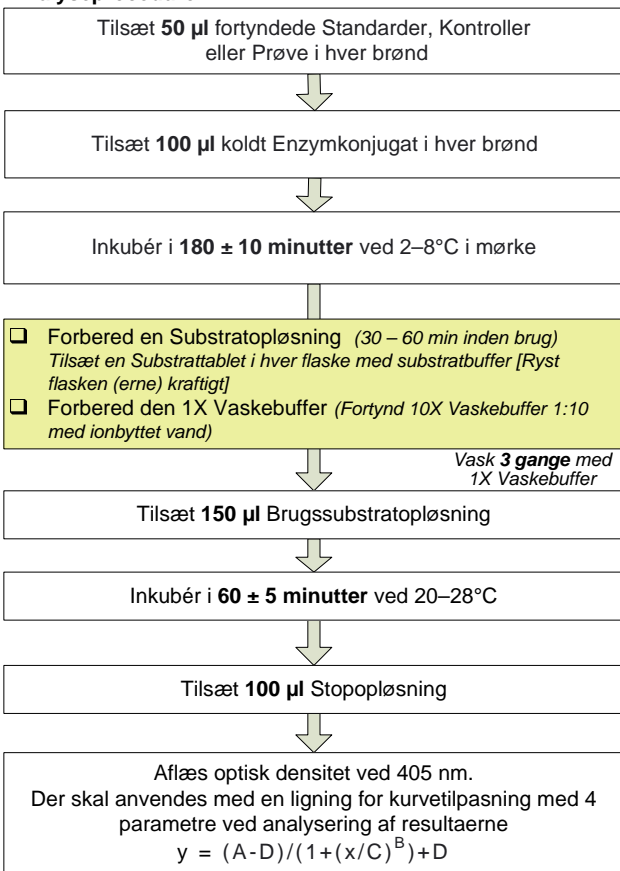 Tilsæt 50 µl fortyndede Standarder, Kontroller
eller Prøve i hver brønd
Tilsæt 100 µl koldt Enzymkonjugat i hver brønd
Inkubér i 180 ± 10 minutter ved 2–8°C i mørke
❑ Forbered en Substratopløsning (30 – 60 min inden brug)
Tilsæt en Substrattablet i hver flaske med substratbuffer [Ryst
flasken (erne) kraftigt]
❑ Forbered den 1X Vaskebuffer (Fortynd 10X Vaskebuffer 1:10
med ionbyttet vand)
Vask 3 gange med
1X Vaskebuffer
Tilsæt 150 µl Brugssubstratopløsning
Inkubér i 60 ± 5 minutter ved 20–28°C
Tilsæt 100 µl Stopopløsning
Aflæs optisk densitet ved 405 nm.
Der skal anvendes med en ligning for kurvetilpasning med 4
parametre ved analysering af resultaerne
y = (A-D)/(1+(x/C)^B)+D